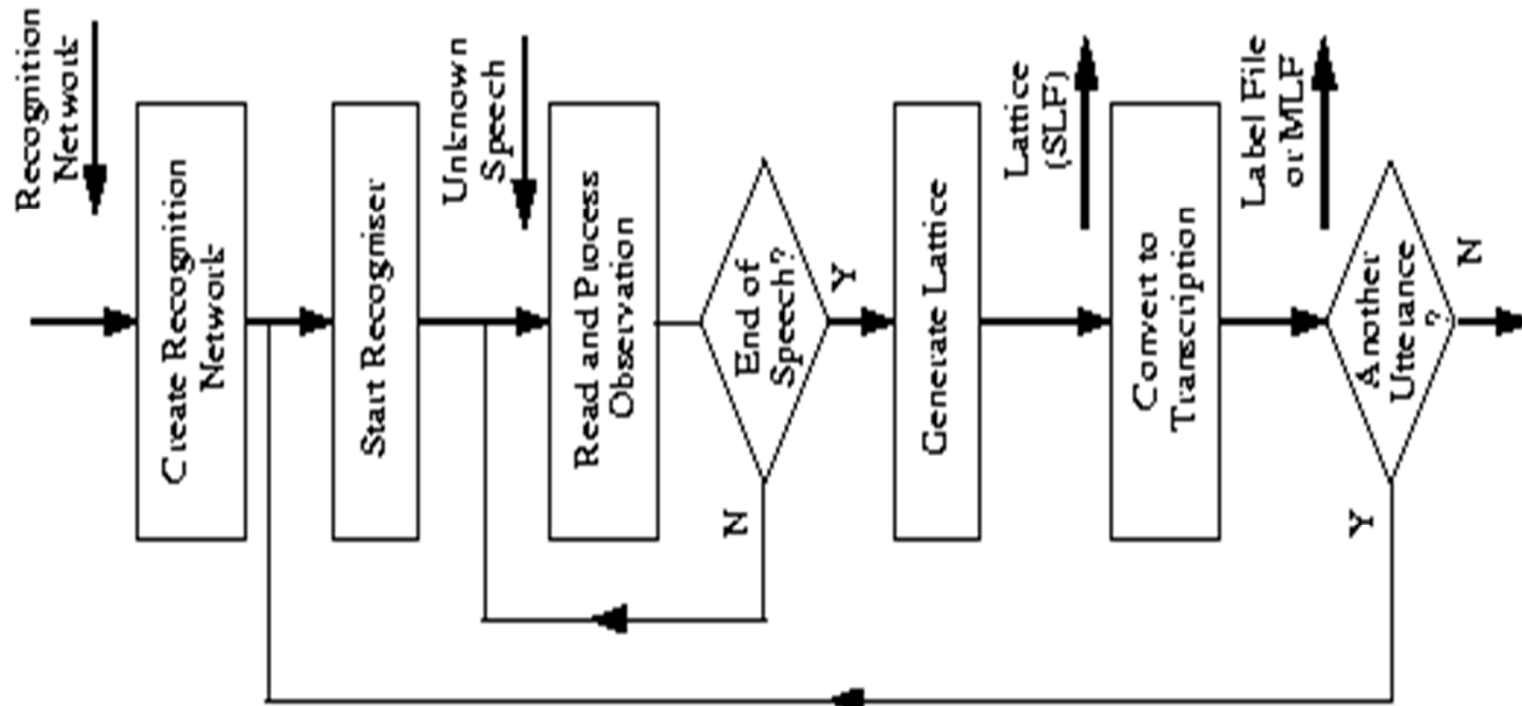 Recognition
Network
Create Recognition
Network
Start Recogniser
Unknown
Speech
Read and Process
Observation
End of
Speech?
N
Y
Generate Lattice
Lattice
(SLF)
Convert to
Transcription
Label File
or MLF
Another
Utterance
?
Y
N